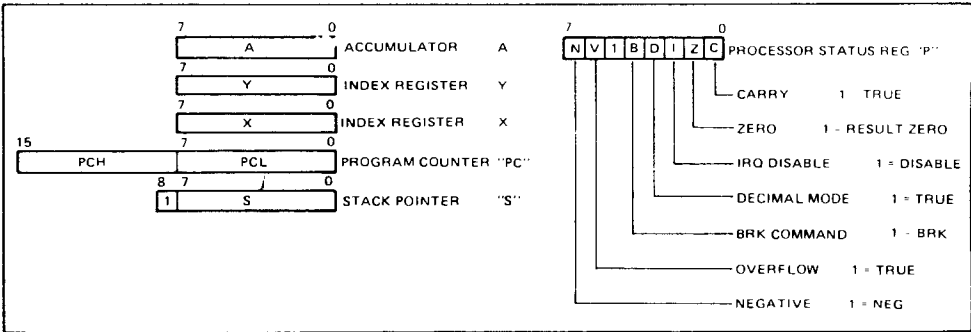 7 0
A ACCUMULATOR A
7 0
Y INDEX REGISTER Y
7 0
X INDEX REGISTER X
15 7 0
PCH PCL PROGRAM COUNTER "PC"
8 7 0
1 S STACK POINTER "S"
7 0
N V 1 B D I Z C PROCESSOR STATUS REG "P"
CARRY 1 TRUE
ZERO 1 - RESULT ZERO
IRQ DISABLE 1 = DISABLE
DECIMAL MODE 1 = TRUE
BRK COMMAND 1 - BRK
OVERFLOW 1 = TRUE
NEGATIVE 1 = NEG